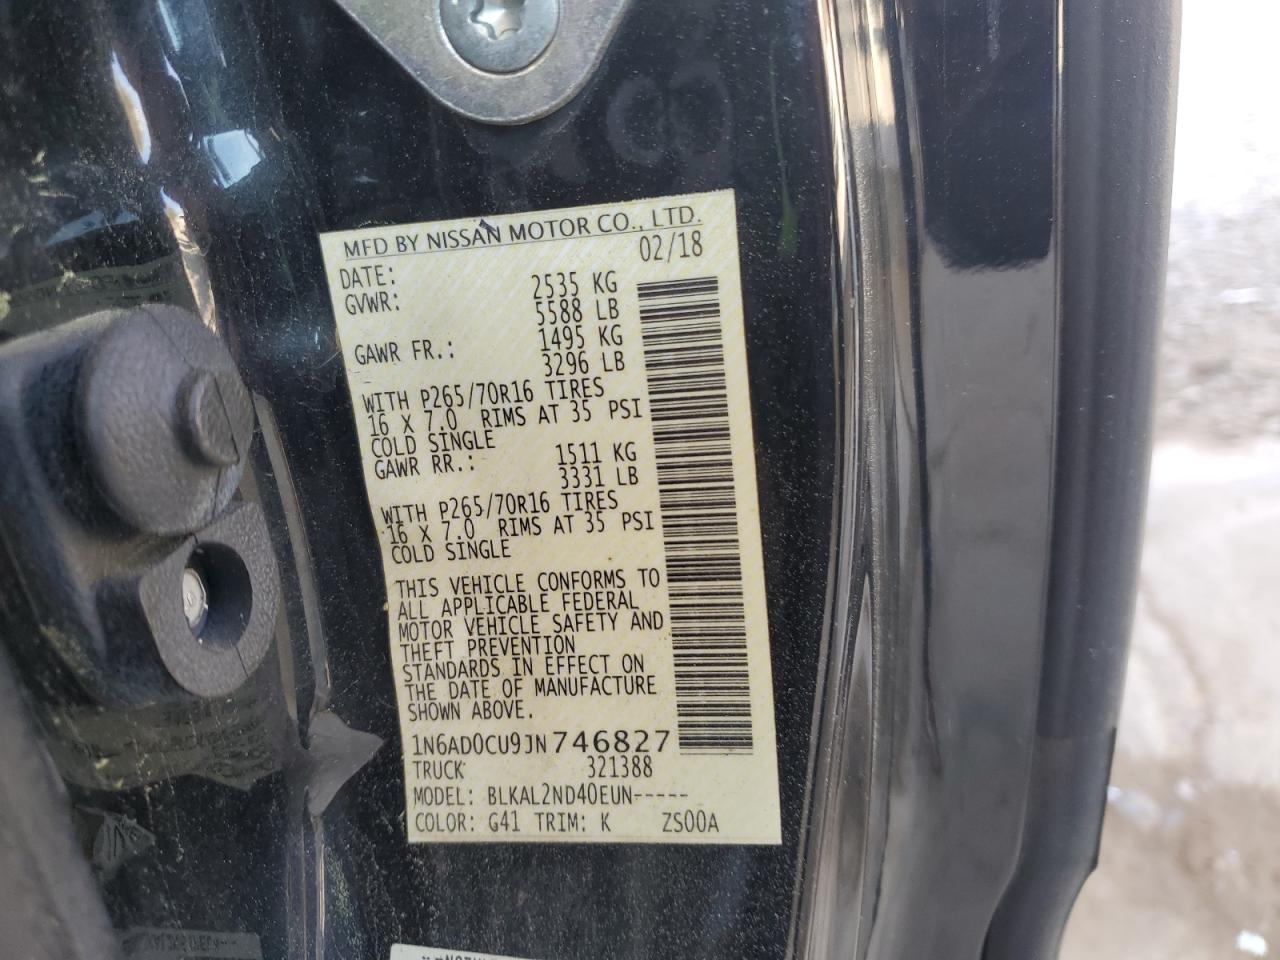 MFD BY NISSAN MOTOR CO., LTD.
DATE: 02/18
GVWR: 2535 KG
5588 LB
GAWR FR.: 1495 KG
3296 LB
WITH P265/70R16 TIRES
16 X 7.0 RIMS AT 35 PSI
COLD SINGLE
GAWR RR.: 1511 KG
3331 LB
WITH P265/70R16 TIRES
16 X 7.0 RIMS AT 35 PSI
COLD SINGLE
THIS VEHICLE CONFORMS TO
ALL APPLICABLE FEDERAL
MOTOR VEHICLE SAFETY AND
THEFT PREVENTION
STANDARDS IN EFFECT ON
THE DATE OF MANUFACTURE
SHOWN ABOVE.
1N6AD0CU9JN746827
TRUCK 321388
MODEL: BLKAL2ND40EUN-----
COLOR: G41 TRIM: K ZS00A